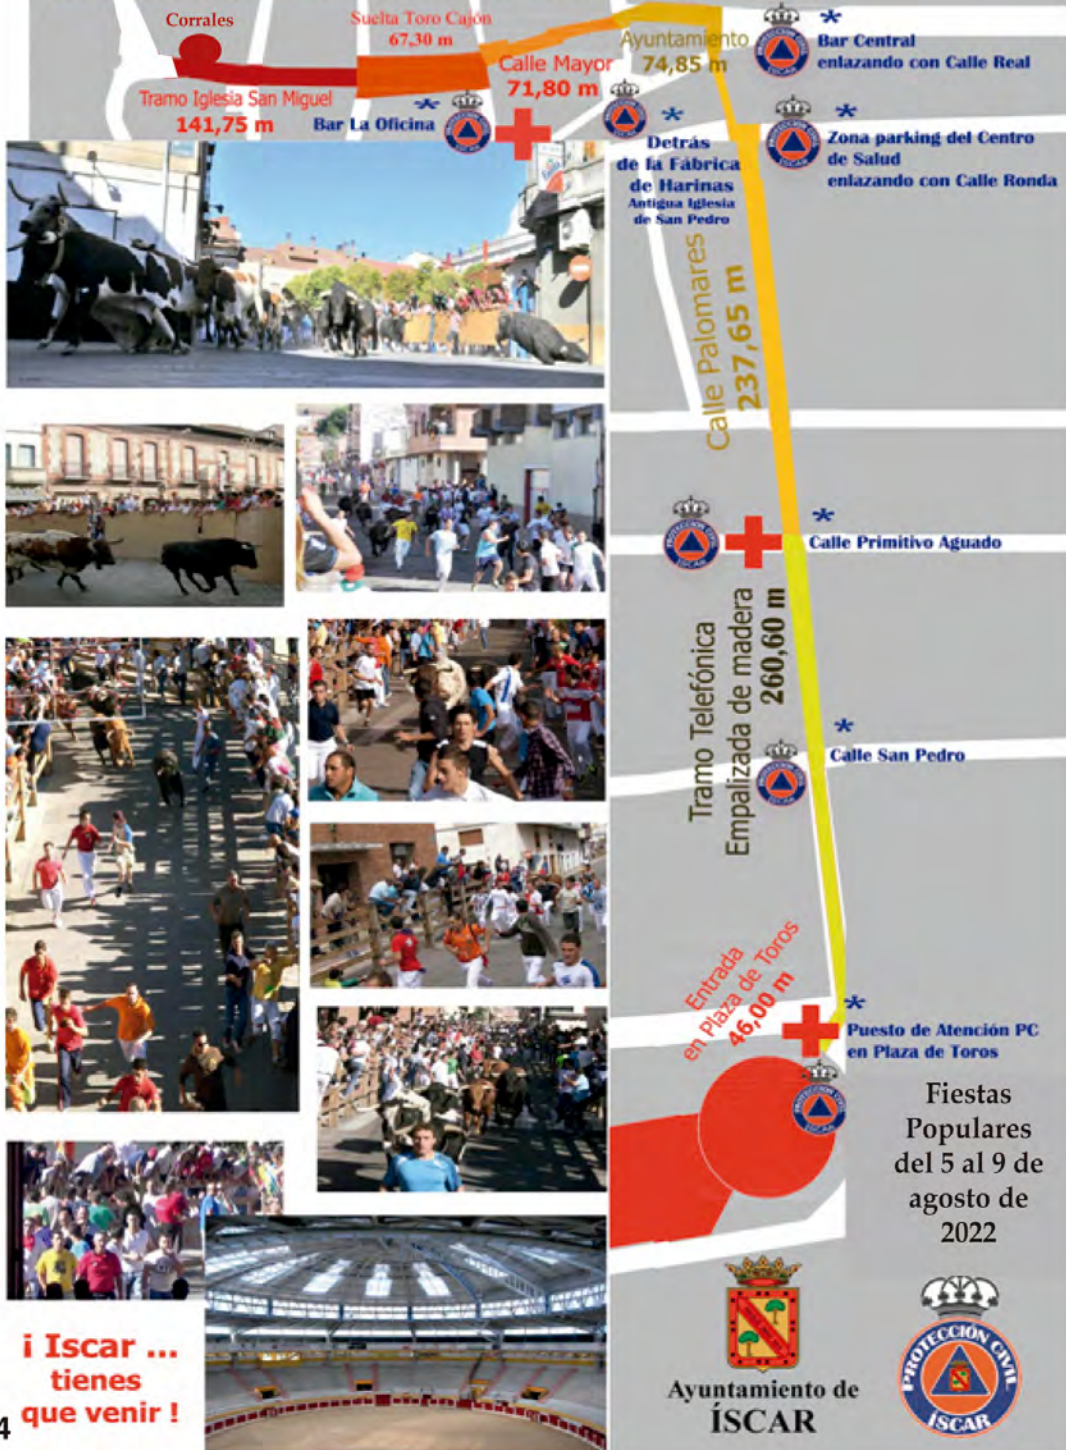 Corrales
Suelta Toro Cajón
67,30 m
Tramo Iglesia San Miguel
141,75 m
Calle Mayor
71,80 m
Ayuntamiento
74,85 m
Bar La Oficina
*
PROTECCIÓN CIVIL
ÍSCAR
*
Bar Central
enlazando con Calle Real
*
Detrás
de la Fábrica
de Harinas
Antigua Iglesia
de San Pedro
*
Zona parking del Centro
de Salud
enlazando con Calle Ronda
Calle Palomares
237,65 m
*
Calle Primitivo Aguado
Tramo Telefónica
Empalizada de madera
260,60 m
*
Calle San Pedro
Entrada
en Plaza de Toros
46,00 m
*
Puesto de Atención PC
en Plaza de Toros
Fiestas
Populares
del 5 al 9 de
agosto de
2022
¡ Iscar ...
tienes
que venir !
4
Ayuntamiento de
ÍSCAR
PROTECCIÓN CIVIL
ÍSCAR